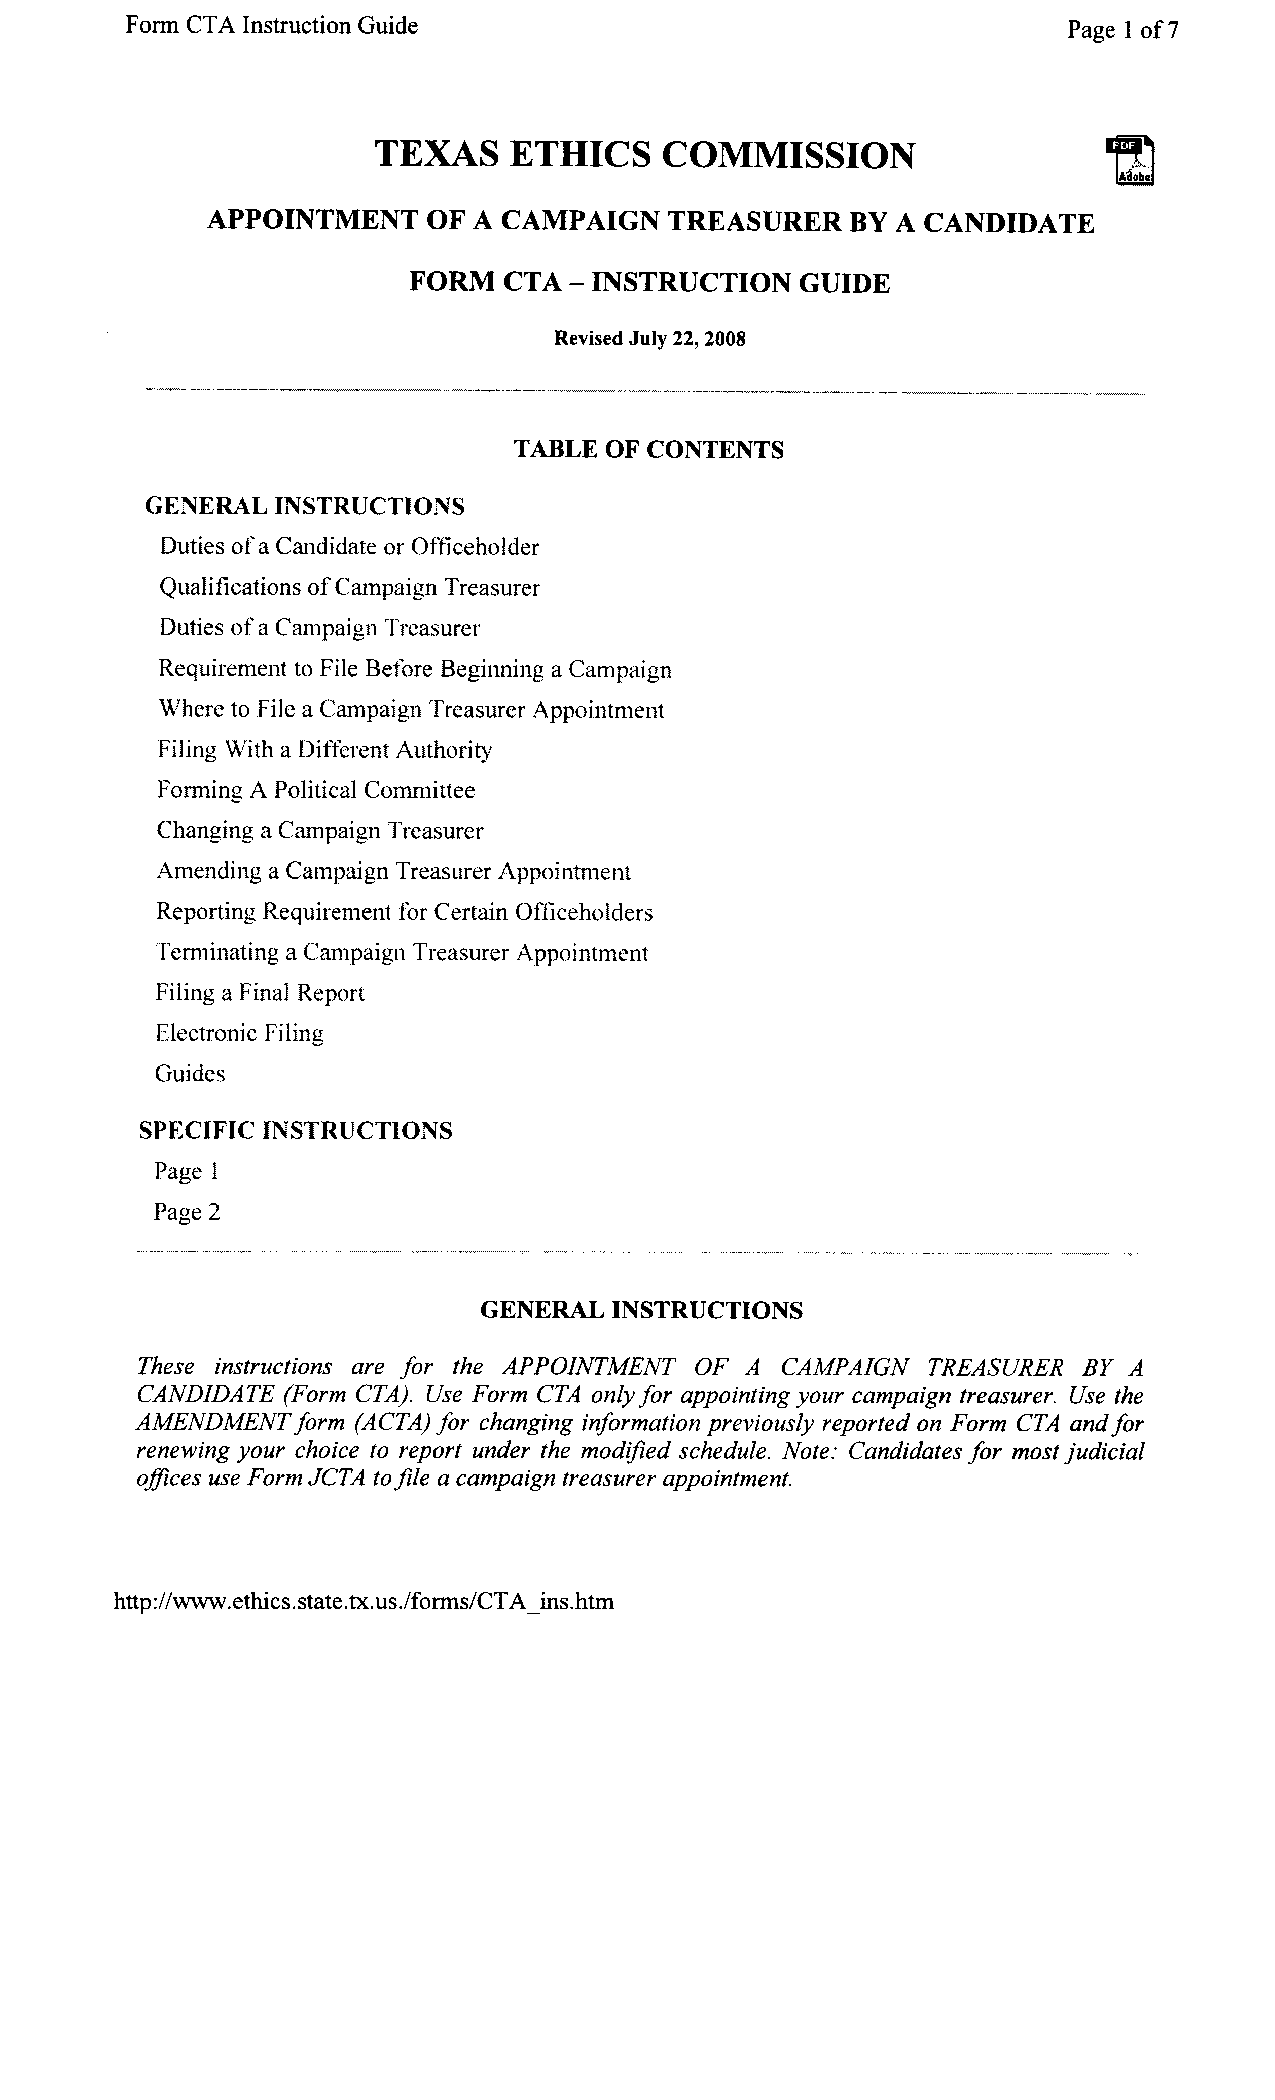 Form CTA Instruction Guide
Page 1 of 7
TEXAS ETHICS COMMISSION
PDF
Adobe
APPOINTMENT OF A CAMPAIGN TREASURER BY A CANDIDATE
FORM CTA – INSTRUCTION GUIDE
Revised July 22, 2008
TABLE OF CONTENTS
GENERAL INSTRUCTIONS
Duties of a Candidate or Officeholder
Qualifications of Campaign Treasurer
Duties of a Campaign Treasurer
Requirement to File Before Beginning a Campaign
Where to File a Campaign Treasurer Appointment
Filing With a Different Authority
Forming A Political Committee
Changing a Campaign Treasurer
Amending a Campaign Treasurer Appointment
Reporting Requirement for Certain Officeholders
Terminating a Campaign Treasurer Appointment
Filing a Final Report
Electronic Filing
Guides
SPECIFIC INSTRUCTIONS
Page 1
Page 2
GENERAL INSTRUCTIONS
These instructions are for the APPOINTMENT OF A CAMPAIGN TREASURER BY A
CANDIDATE (Form CTA). Use Form CTA only for appointing your campaign treasurer. Use the
AMENDMENT form (ACTA) for changing information previously reported on Form CTA and for
renewing your choice to report under the modified schedule. Note: Candidates for most judicial
offices use Form JCTA to file a campaign treasurer appointment.
http://www.ethics.state.tx.us./forms/CTA_ins.htm